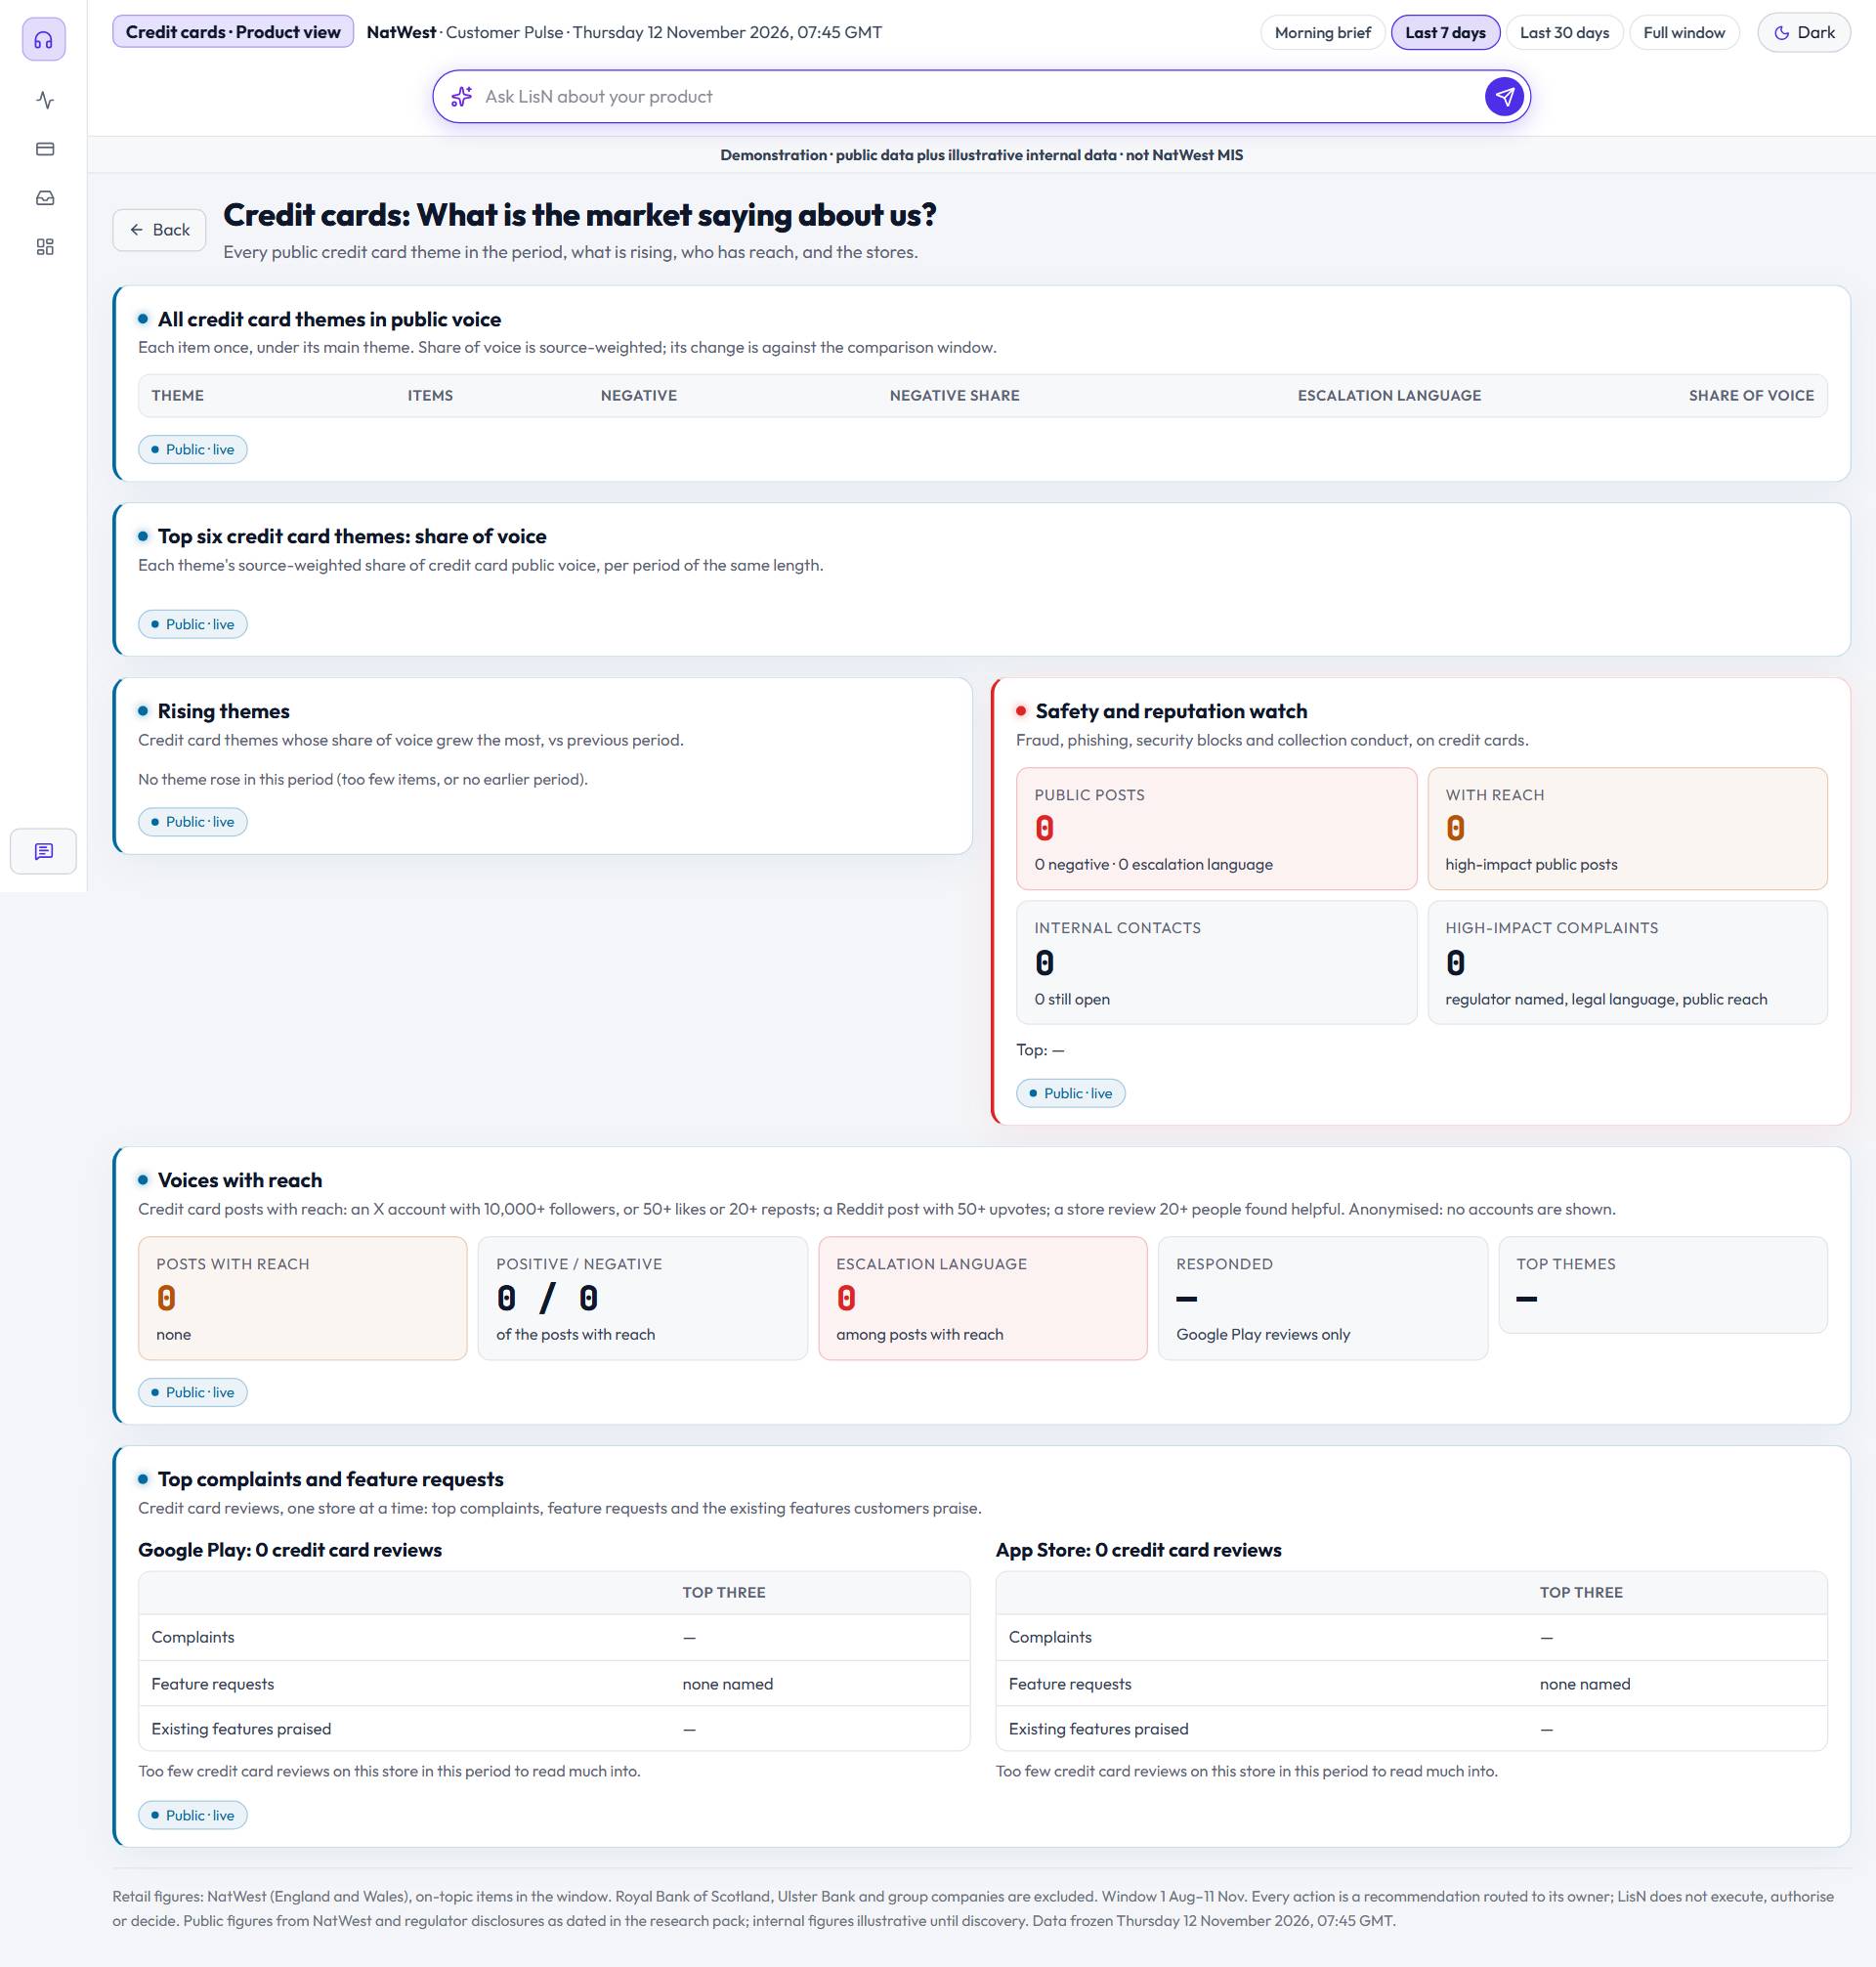 Credit cards · Product view
NatWest · Customer Pulse · Thursday 12 November 2026, 07:45 GMT
Morning brief
Last 7 days
Last 30 days
Full window
Dark
Ask LisN about your product
Demonstration · public data plus illustrative internal data · not NatWest MIS
Back
Credit cards: What is the market saying about us?
Every public credit card theme in the period, what is rising, who has reach, and the stores.
All credit card themes in public voice
Each item once, under its main theme. Share of voice is source-weighted; its change is against the comparison window.
THEME ITEMS NEGATIVE NEGATIVE SHARE ESCALATION LANGUAGE SHARE OF VOICE
Public · live
Top six credit card themes: share of voice
Each theme's source-weighted share of credit card public voice, per period of the same length.
Public · live
Rising themes
Credit card themes whose share of voice grew the most, vs previous period.
No theme rose in this period (too few items, or no earlier period).
Public · live
Safety and reputation watch
Fraud, phishing, security blocks and collection conduct, on credit cards.
PUBLIC POSTS
0
0 negative · 0 escalation language
WITH REACH
0
high-impact public posts
INTERNAL CONTACTS
0
0 still open
HIGH-IMPACT COMPLAINTS
0
regulator named, legal language, public reach
Top: —
Public · live
Voices with reach
Credit card posts with reach: an X account with 10,000+ followers, or 50+ likes or 20+ reposts; a Reddit post with 50+ upvotes; a store review 20+ people found helpful. Anonymised: no accounts are shown.
POSTS WITH REACH
0
none
POSITIVE / NEGATIVE
0 / 0
of the posts with reach
ESCALATION LANGUAGE
0
among posts with reach
RESPONDED
—
Google Play reviews only
TOP THEMES
—
Public · live
Top complaints and feature requests
Credit card reviews, one store at a time: top complaints, feature requests and the existing features customers praise.
Google Play: 0 credit card reviews
TOP THREE
Complaints —
Feature requests none named
Existing features praised —
Too few credit card reviews on this store in this period to read much into.
App Store: 0 credit card reviews
TOP THREE
Complaints —
Feature requests none named
Existing features praised —
Too few credit card reviews on this store in this period to read much into.
Public · live
Retail figures: NatWest (England and Wales), on-topic items in the window. Royal Bank of Scotland, Ulster Bank and group companies are excluded. Window 1 Aug–11 Nov. Every action is a recommendation routed to its owner; LisN does not execute, authorise
or decide. Public figures from NatWest and regulator disclosures as dated in the research pack; internal figures illustrative until discovery. Data frozen Thursday 12 November 2026, 07:45 GMT.